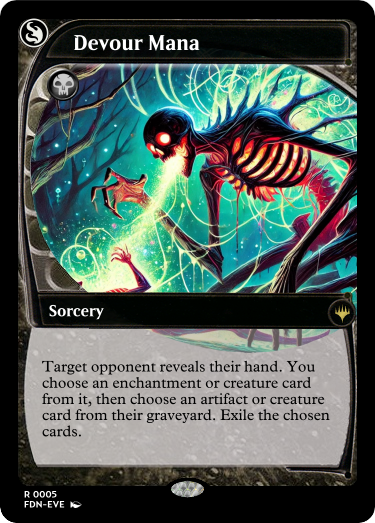 Devour Mana
Sorcery
Target opponent reveals their hand. You
choose an enchantment or creature card
from it, then choose an artifact or creature
card from their graveyard. Exile the chosen
cards.
R 0005
FDN-EVE